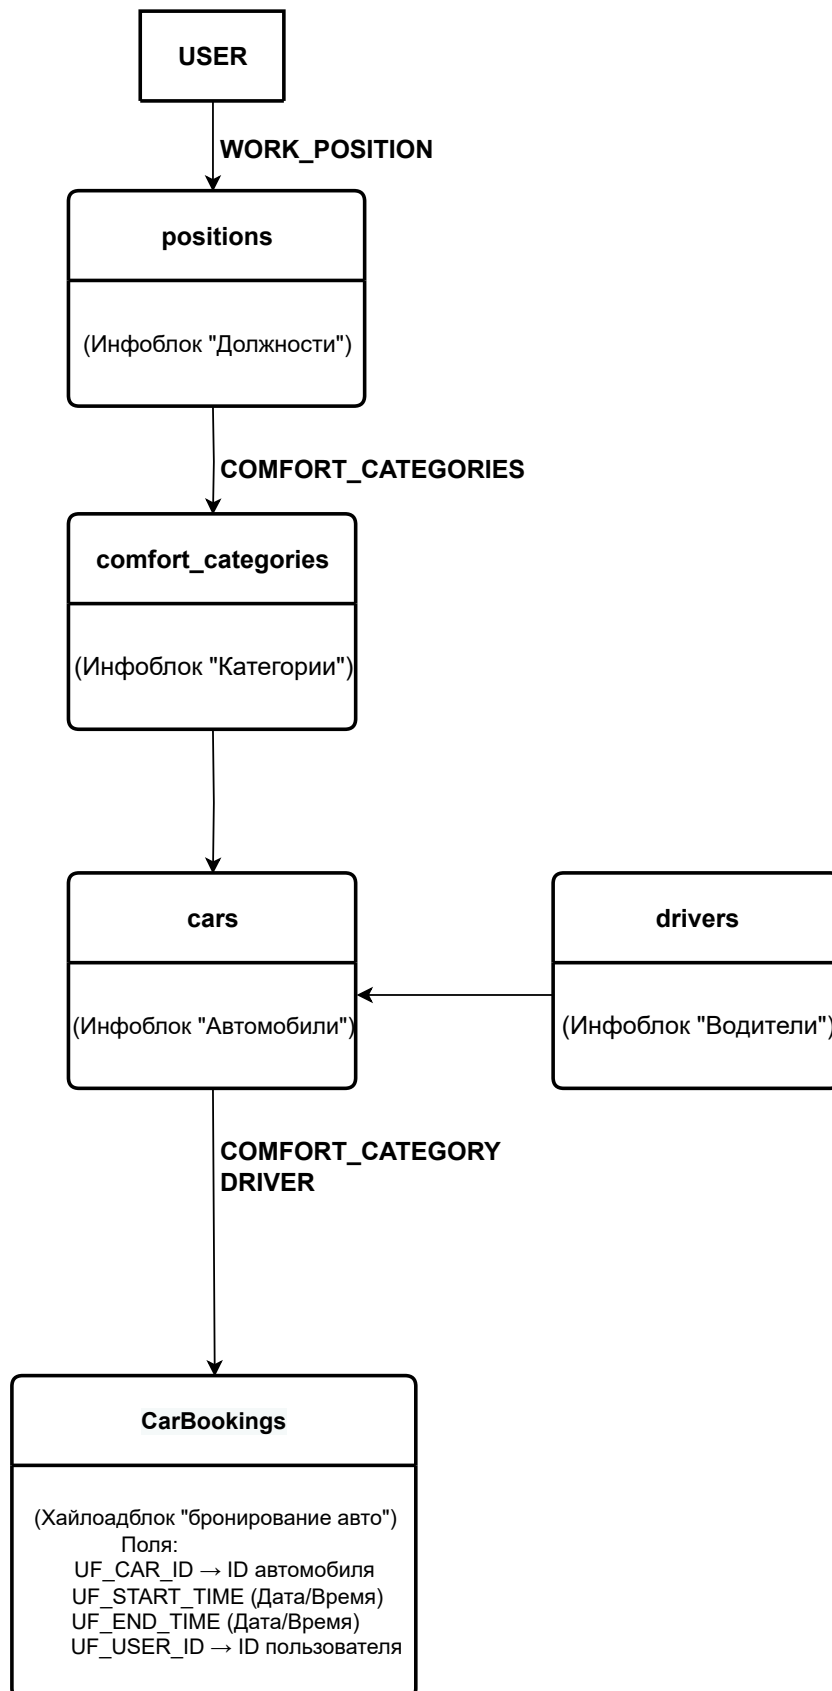 USER
WORK_POSITION
positions
(Инфоблок "Должности")
COMFORT_CATEGORIES
comfort_categories
(Инфоблок "Категории")
cars
(Инфоблок "Автомобили")
drivers
(Инфоблок "Водители")
COMFORT_CATEGORY
DRIVER
CarBookings
(Хайлоадблок "бронирование авто")
Поля:
UF_CAR_ID → ID автомобиля
UF_START_TIME (Дата/Время)
UF_END_TIME (Дата/Время)
UF_USER_ID → ID пользователя